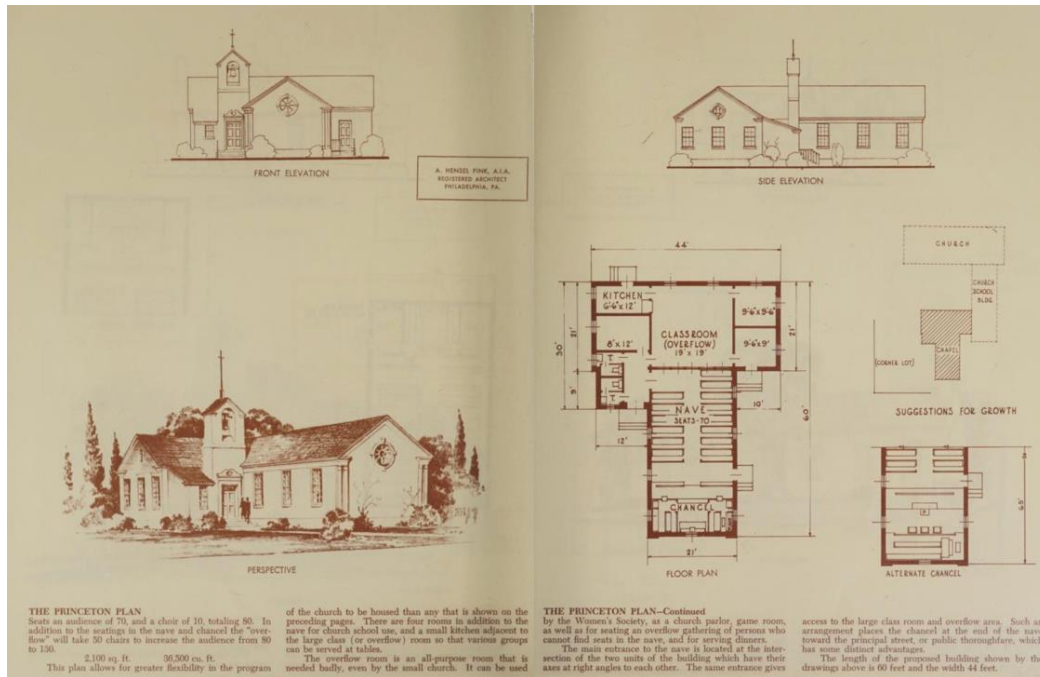 FRONT ELEVATION
A. HENSEL FINK, A.I.A.
REGISTERED ARCHITECT
PHILADELPHIA, PA.
PERSPECTIVE
THE PRINCETON PLAN
Seats an audience of 70, and a choir of 10, totaling 80. In
addition to the seatings in the nave and chancel the "over-
flow" will take 50 chairs to increase the audience from 80
to 130.
2,100 sq. ft. 36,500 cu. ft.
This plan allows for greater flexibility in the program
of the church to be housed than any that is shown on the
preceding pages. There are four rooms in addition to the
nave for church school use, and a small kitchen adjacent to
the large class (or overflow) room so that various groups
can be served at tables.
The overflow room is an all-purpose room that is
needed badly, even by the small church. It can be used
SIDE ELEVATION
44'
KITCHEN
6'-6" x 12'
9'-6" x 9'-6"
CLASSROOM
(OVERFLOW)
19' x 19'
8' x 12'
9'-6" x 9'
30'
21'
9'
21'
60'
T
T
NAVE
SEATS-70
10'
12'
CHANCEL
21'
FLOOR PLAN
CHURCH
CHURCH
SCHOOL
BLDG.
CHAPEL
(CORNER LOT)
SUGGESTIONS FOR GROWTH
65'
ALTERNATE CHANCEL
THE PRINCETON PLAN—Continued
by the Women's Society, as a church parlor, game room,
as well as for seating an overflow gathering of persons who
cannot find seats in the nave, and for serving dinners.
The main entrance to the nave is located at the inter-
section of the two units of the building which have their
axes at right angles to each other. The same entrance gives
access to the large class room and overflow area. Such an
arrangement places the chancel at the end of the nave
toward the principal street, or public thoroughfare, which
has some distinct advantages.
The length of the proposed building shown by the
drawings above is 60 feet and the width 44 feet.